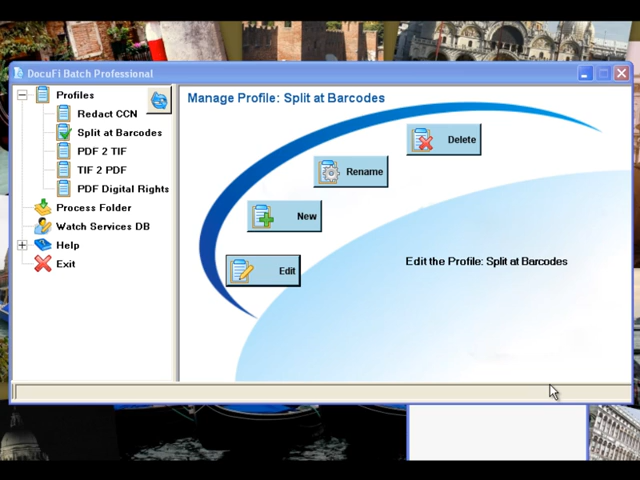 DocuFi Batch Professional
Profiles
Redact CCN
Split at Barcodes
PDF 2 TIF
TIF 2 PDF
PDF Digital Rights
Process Folder
Watch Services DB
Help
Exit
Manage Profile: Split at Barcodes
Delete
Rename
New
Edit
Edit the Profile: Split at Barcodes